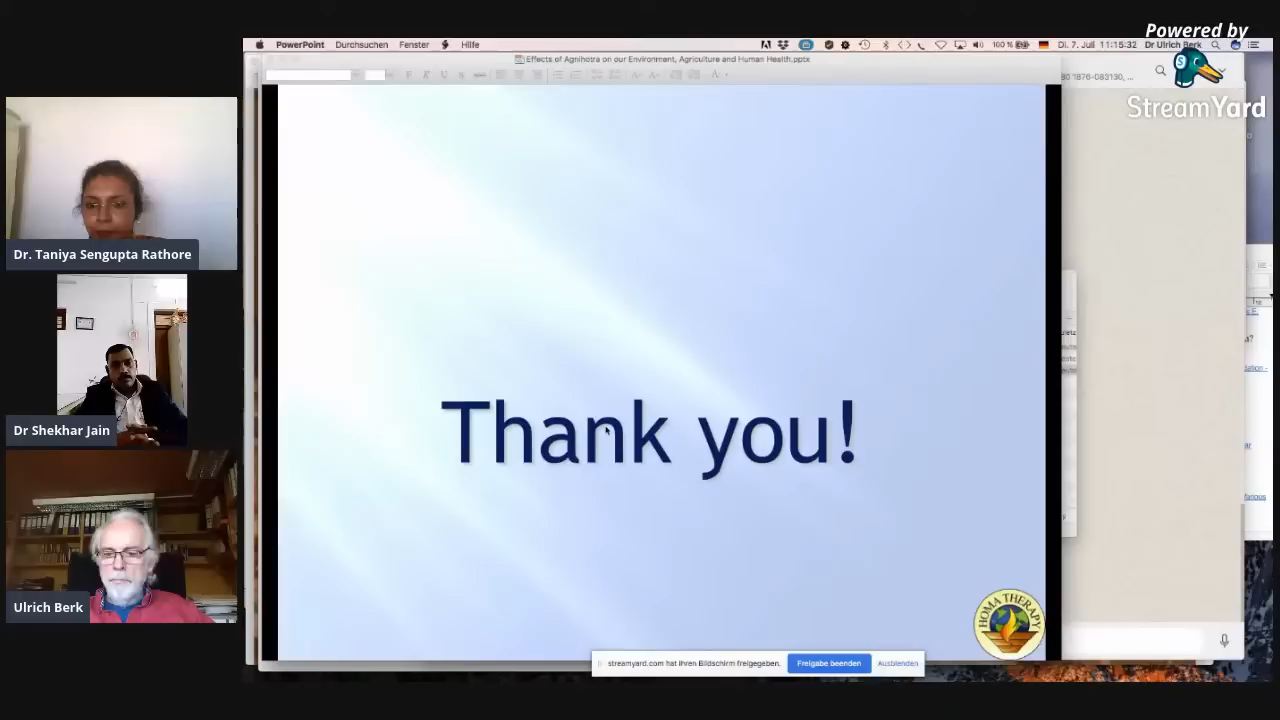 Powered by
StreamYard
PowerPoint Durchsuchen Fenster Hilfe
100 %
Di. 7. Juli 11:15:32 Dr Ulrich Berk
Effects of Agnihotra on our Environment, Agriculture and Human Health.pptx
Dr. Taniya Sengupta Rathore
Dr Shekhar Jain
Ulrich Berk
Thank you!
HOMA THERAPY
streamyard.com hat Ihren Bildschirm freigegeben.
Freigabe beenden
Ausblenden